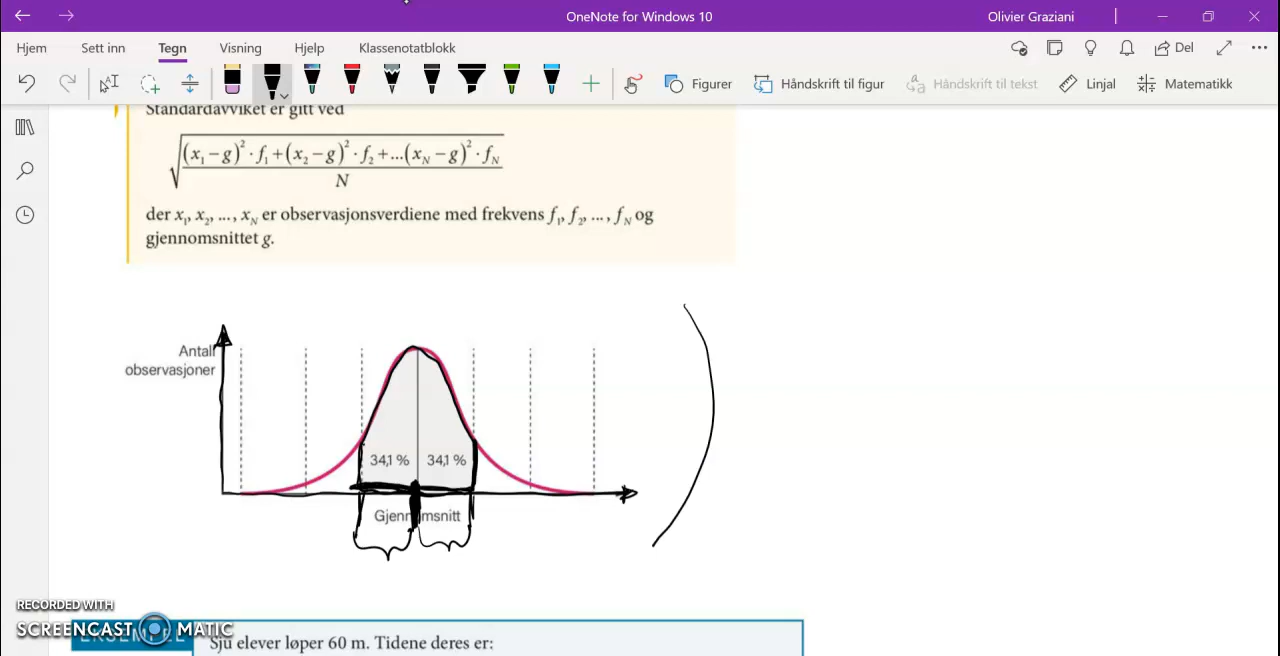 OneNote for Windows 10
Olivier Graziani
Hjem Sett inn Tegn Visning Hjelp Klassenotatblokk
Del
Figurer Håndskrift til figur Håndskrift til tekst Linjal Matematikk
Standardavviket er gitt ved
√((x₁−g)²·f₁+(x₂−g)²·f₂+...(x_N−g)²·f_N
N
der x₁, x₂, ..., x_N er observasjonsverdiene med frekvens f₁, f₂, ..., f_N og
gjennomsnittet g.
Antall
observasjoner
34,1 % 34,1 %
Gjennomsnitt
RECORDED WITH
SCREENCAST MATIC
EKSEMPEL
Sju elever løper 60 m. Tidene deres er: